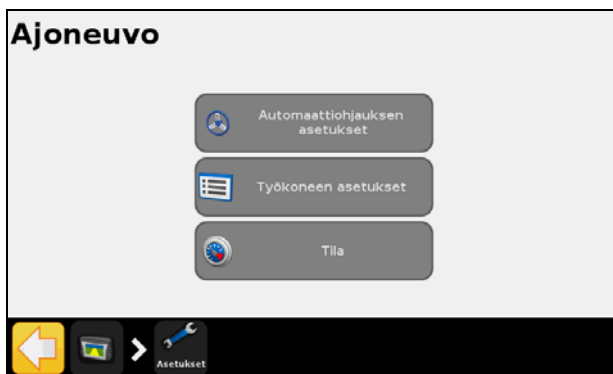 Ajoneuvo
Automaattiohjauksen
asetukset
Työkoneen asetukset
Tila
Asetukset